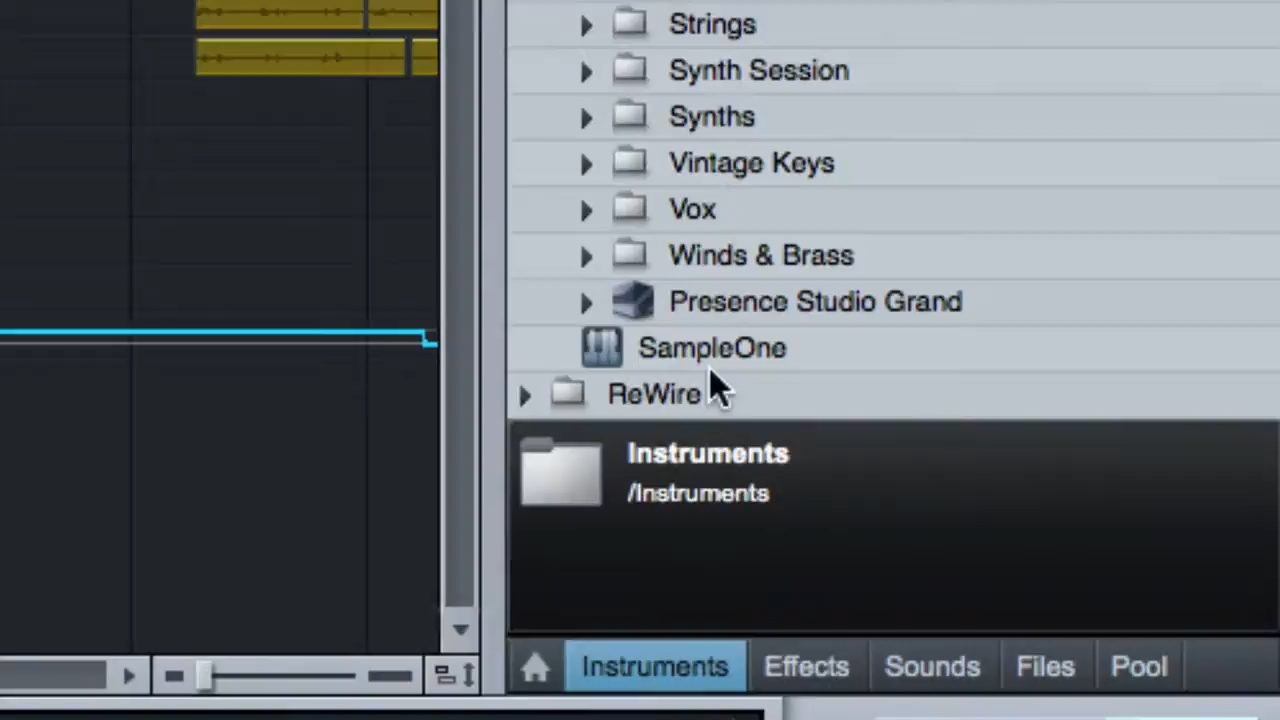 Strings
Synth Session
Synths
Vintage Keys
Vox
Winds & Brass
Presence Studio Grand
SampleOne
ReWire
Instruments
/Instruments
Instruments Effects Sounds Files Pool